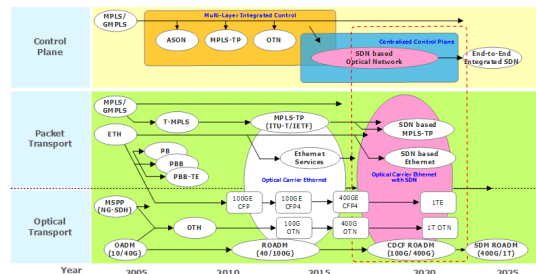 MPLS/
GMPLS
Multi-Layer Integrated Control
Control
Plane
ASON
MPLS-TP
OTN
Centralized Control Plane
SDN based
Optical Network
End-to-End
Integrated SDN
MPLS/
GMPLS
T-MPLS
MPLS-TP
(ITU-T/IETF)
SDN based
MPLS-TP
Packet
Transport
ETH
PB
PBB
PBB-TE
Ethernet
Services
SDN based
Ethernet
Optical Carrier Ethernet
Optical Carrier Ethernet
with SDN
Optical
Transport
MSPP
(NG-SDH)
100GE
CFP
100GE
CFP4
400GE
CFP4
1TE
OTH
100G
OTN
400G
OTN
1T OTN
OADM
(10/40G)
ROADM
(40/100G)
CDCF ROADM
(100G/400G)
SDM ROADM
(400G/1T)
Year
2005
2010
2015
2020
2025